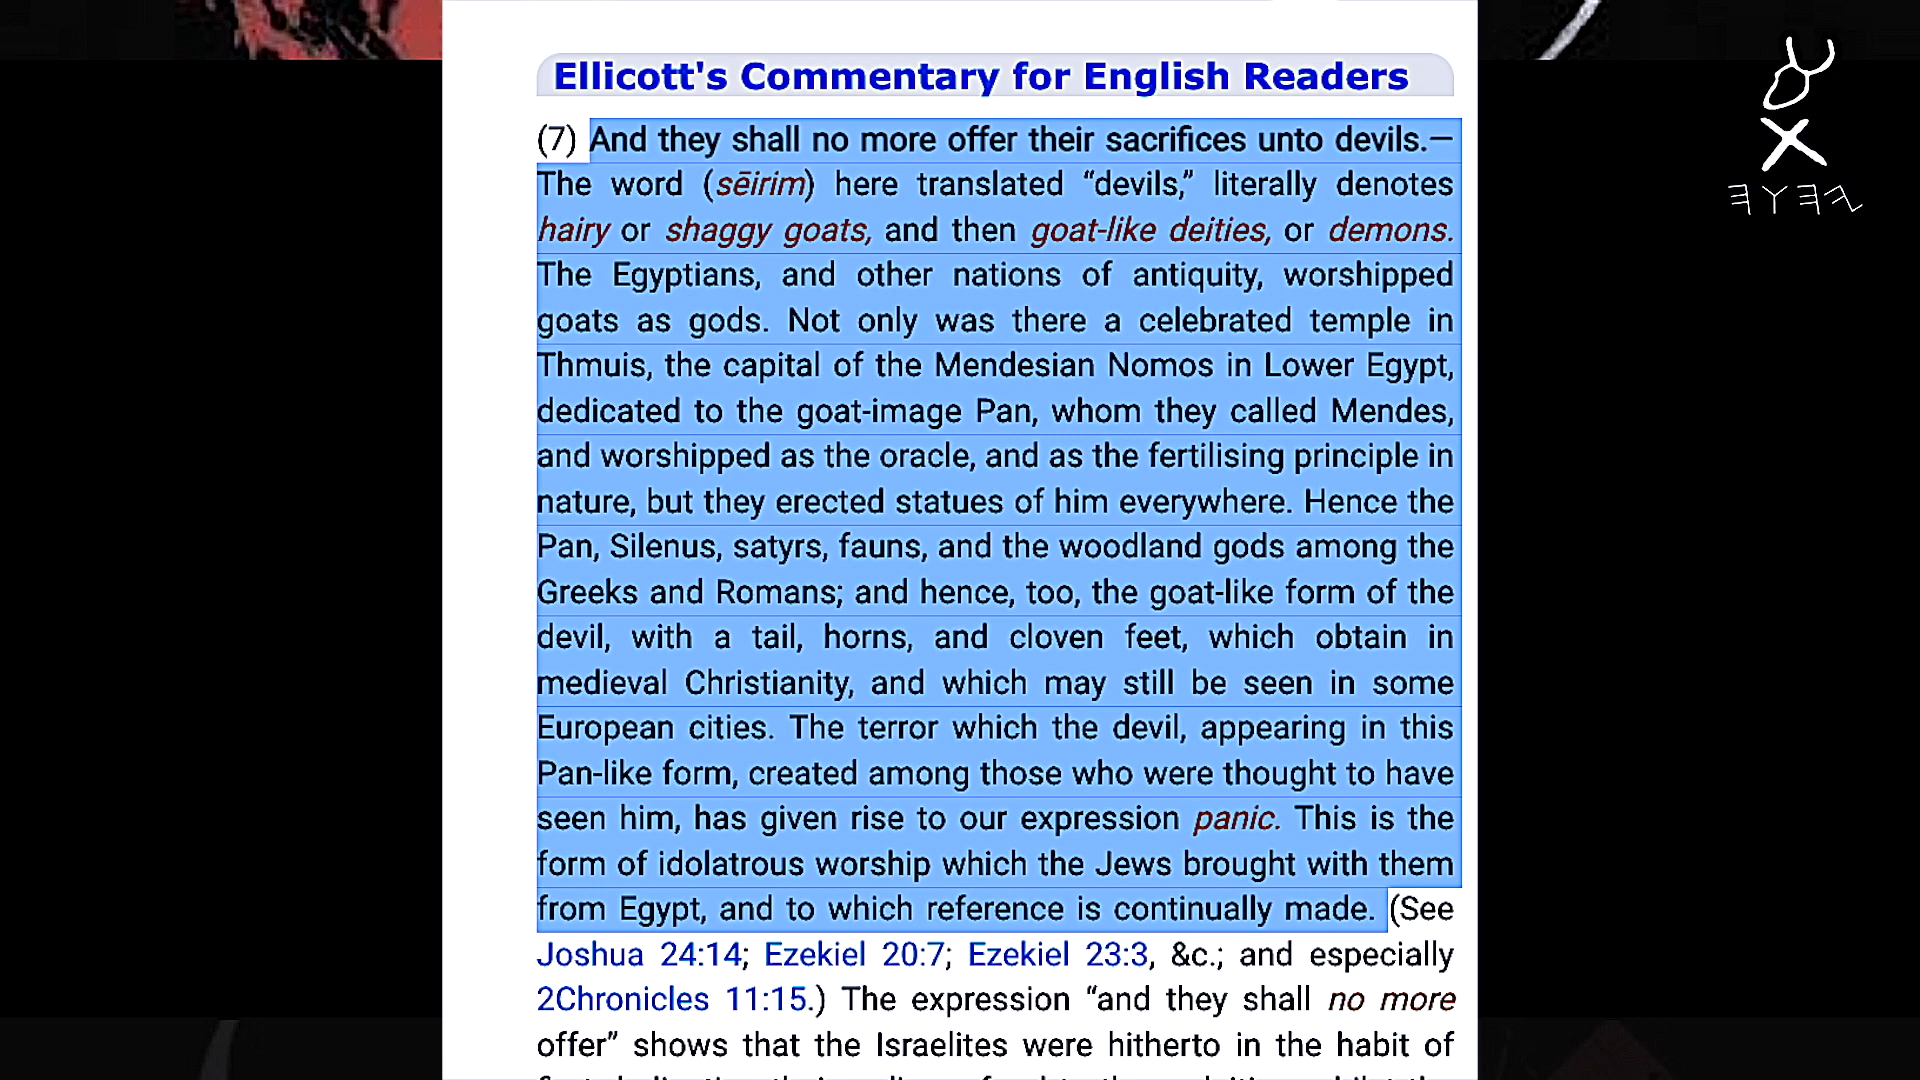 Ellicott's Commentary for English Readers
(7) And they shall no more offer their sacrifices unto devils.—
The word (sēirim) here translated “devils,” literally denotes
hairy or shaggy goats, and then goat-like deities, or demons.
The Egyptians, and other nations of antiquity, worshipped
goats as gods. Not only was there a celebrated temple in
Thmuis, the capital of the Mendesian Nomos in Lower Egypt,
dedicated to the goat-image Pan, whom they called Mendes,
and worshipped as the oracle, and as the fertilising principle in
nature, but they erected statues of him everywhere. Hence the
Pan, Silenus, satyrs, fauns, and the woodland gods among the
Greeks and Romans; and hence, too, the goat-like form of the
devil, with a tail, horns, and cloven feet, which obtain in
medieval Christianity, and which may still be seen in some
European cities. The terror which the devil, appearing in this
Pan-like form, created among those who were thought to have
seen him, has given rise to our expression panic. This is the
form of idolatrous worship which the Jews brought with them
from Egypt, and to which reference is continually made. (See
Joshua 24:14; Ezekiel 20:7; Ezekiel 23:3, &c.; and especially
2Chronicles 11:15.) The expression “and they shall no more
offer” shows that the Israelites were hitherto in the habit of
𐤀
𐤕
𐤉𐤄𐤅𐤄